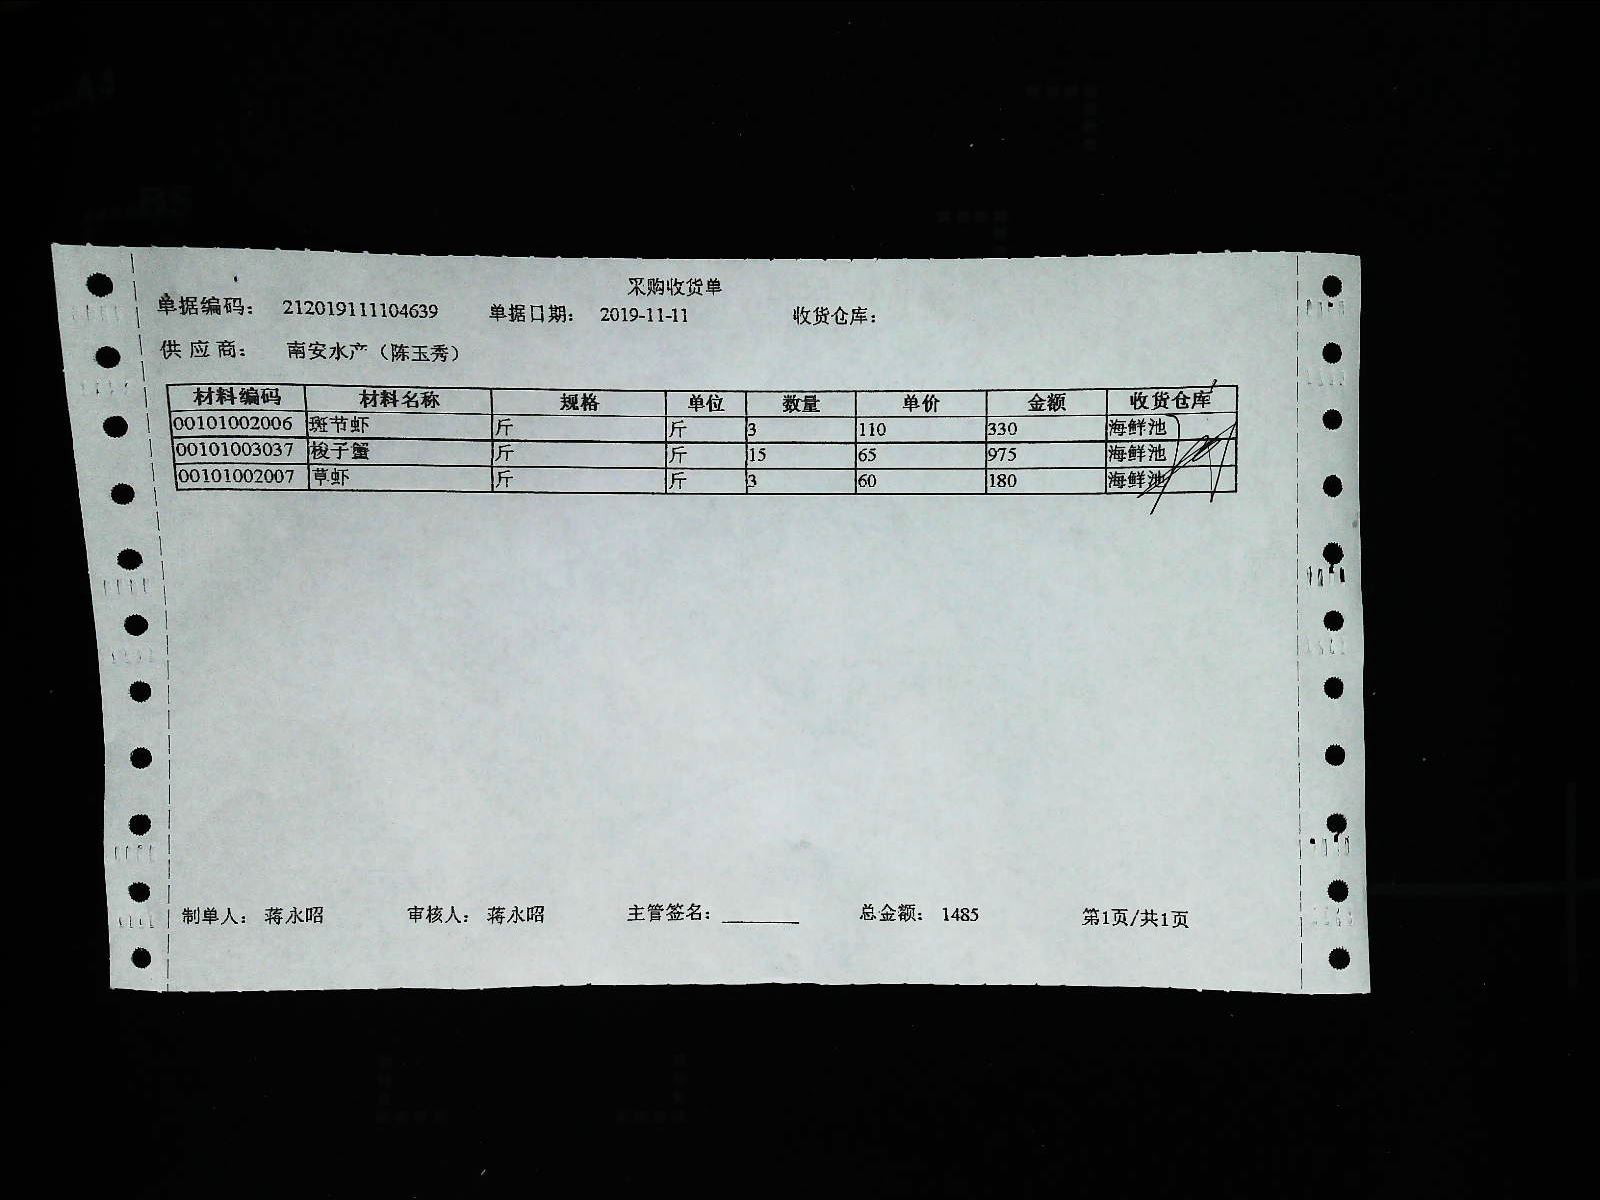 采购收货单
单据编码： 212019111104639 单据日期： 2019-11-11 收货仓库：
供应商： 南安水产（陈玉秀）
材料编码 材料名称 规格 单位 数量 单价 金额 收货仓库
00101002006 斑节虾 斤 斤 3 110 330 海鲜池
00101003037 梭子蟹 斤 斤 15 65 975 海鲜池
00101002007 草虾 斤 斤 3 60 180 海鲜池
制单人： 蒋永昭 审核人： 蒋永昭 主管签名：________ 总金额： 1485 第1页/共1页